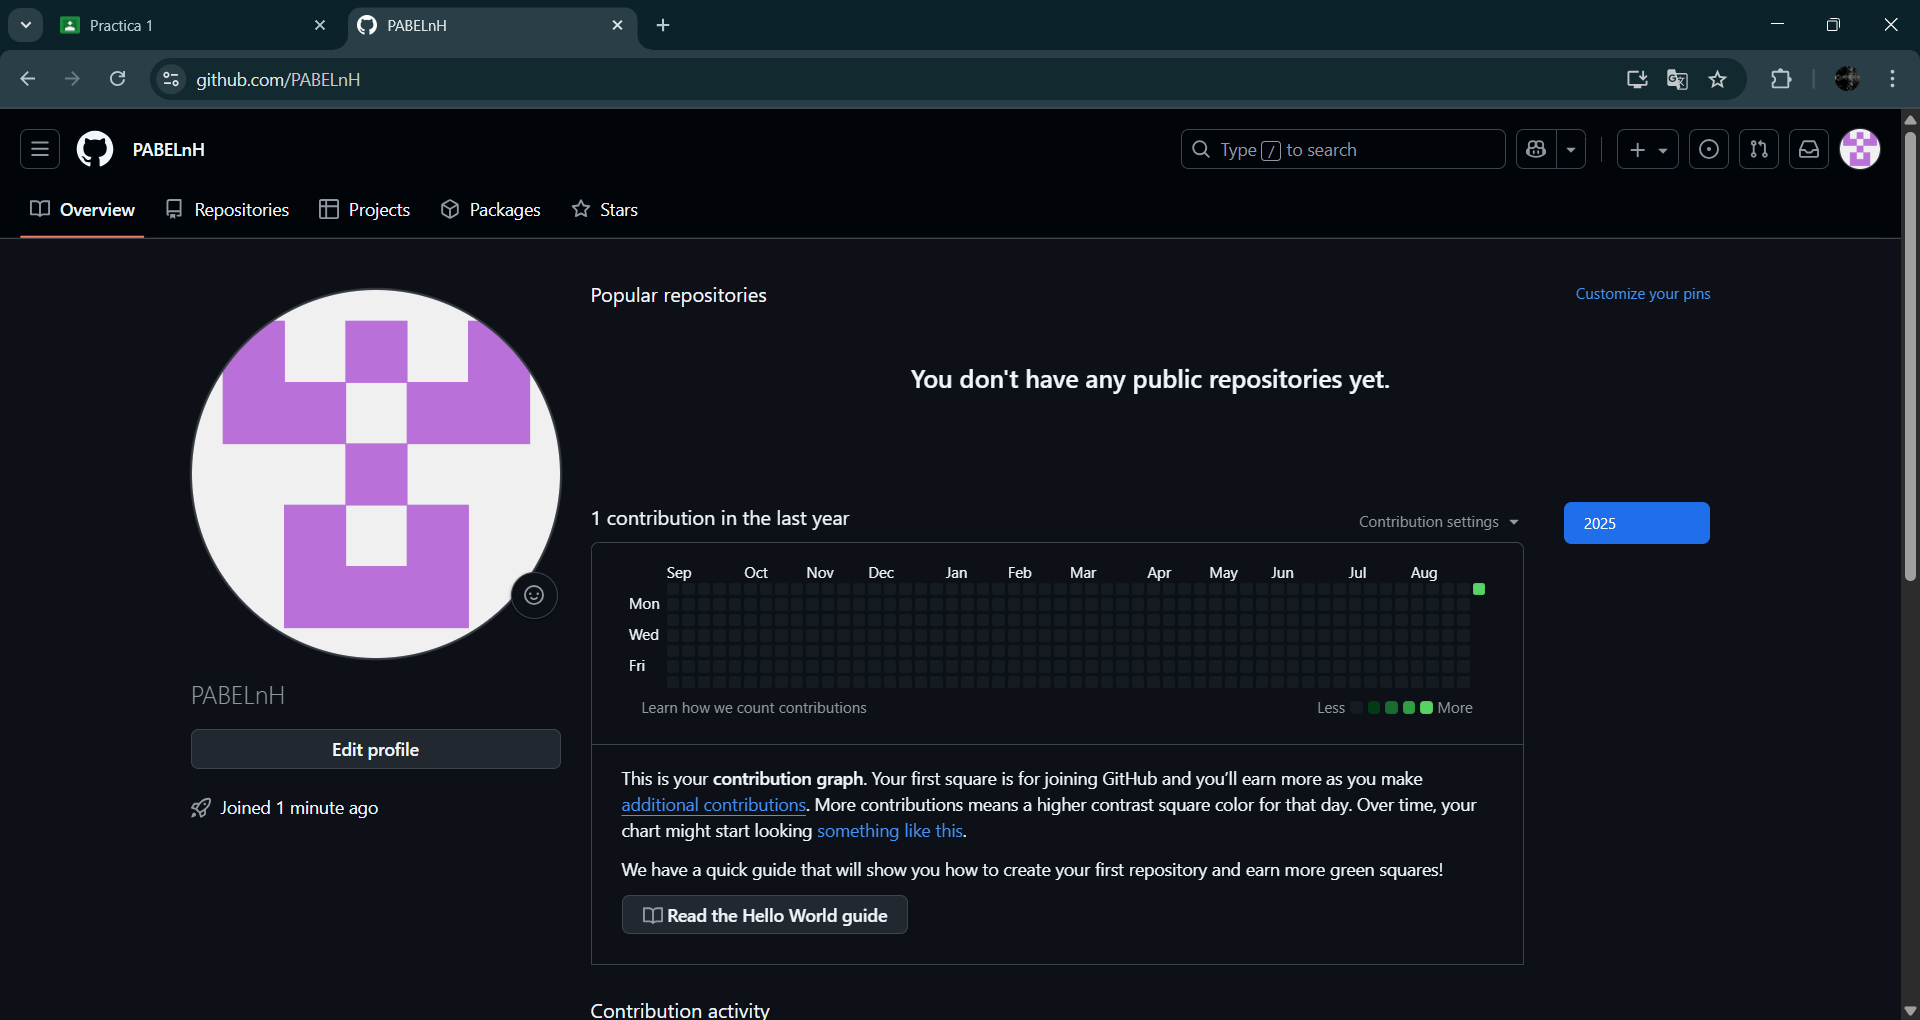 Practica 1
PABELnH
github.com/PABELnH
PABELnH
Type / to search
Overview
Repositories
Projects
Packages
Stars
Popular repositories
Customize your pins
You don't have any public repositories yet.
1 contribution in the last year
Contribution settings
2025
Sep Oct Nov Dec Jan Feb Mar Apr May Jun Jul Aug
Mon
Wed
Fri
Learn how we count contributions
Less
More
This is your contribution graph. Your first square is for joining GitHub and you’ll earn more as you make
additional contributions. More contributions means a higher contrast square color for that day. Over time, your
chart might start looking something like this.
We have a quick guide that will show you how to create your first repository and earn more green squares!
Read the Hello World guide
PABELnH
Edit profile
Joined 1 minute ago
Contribution activity